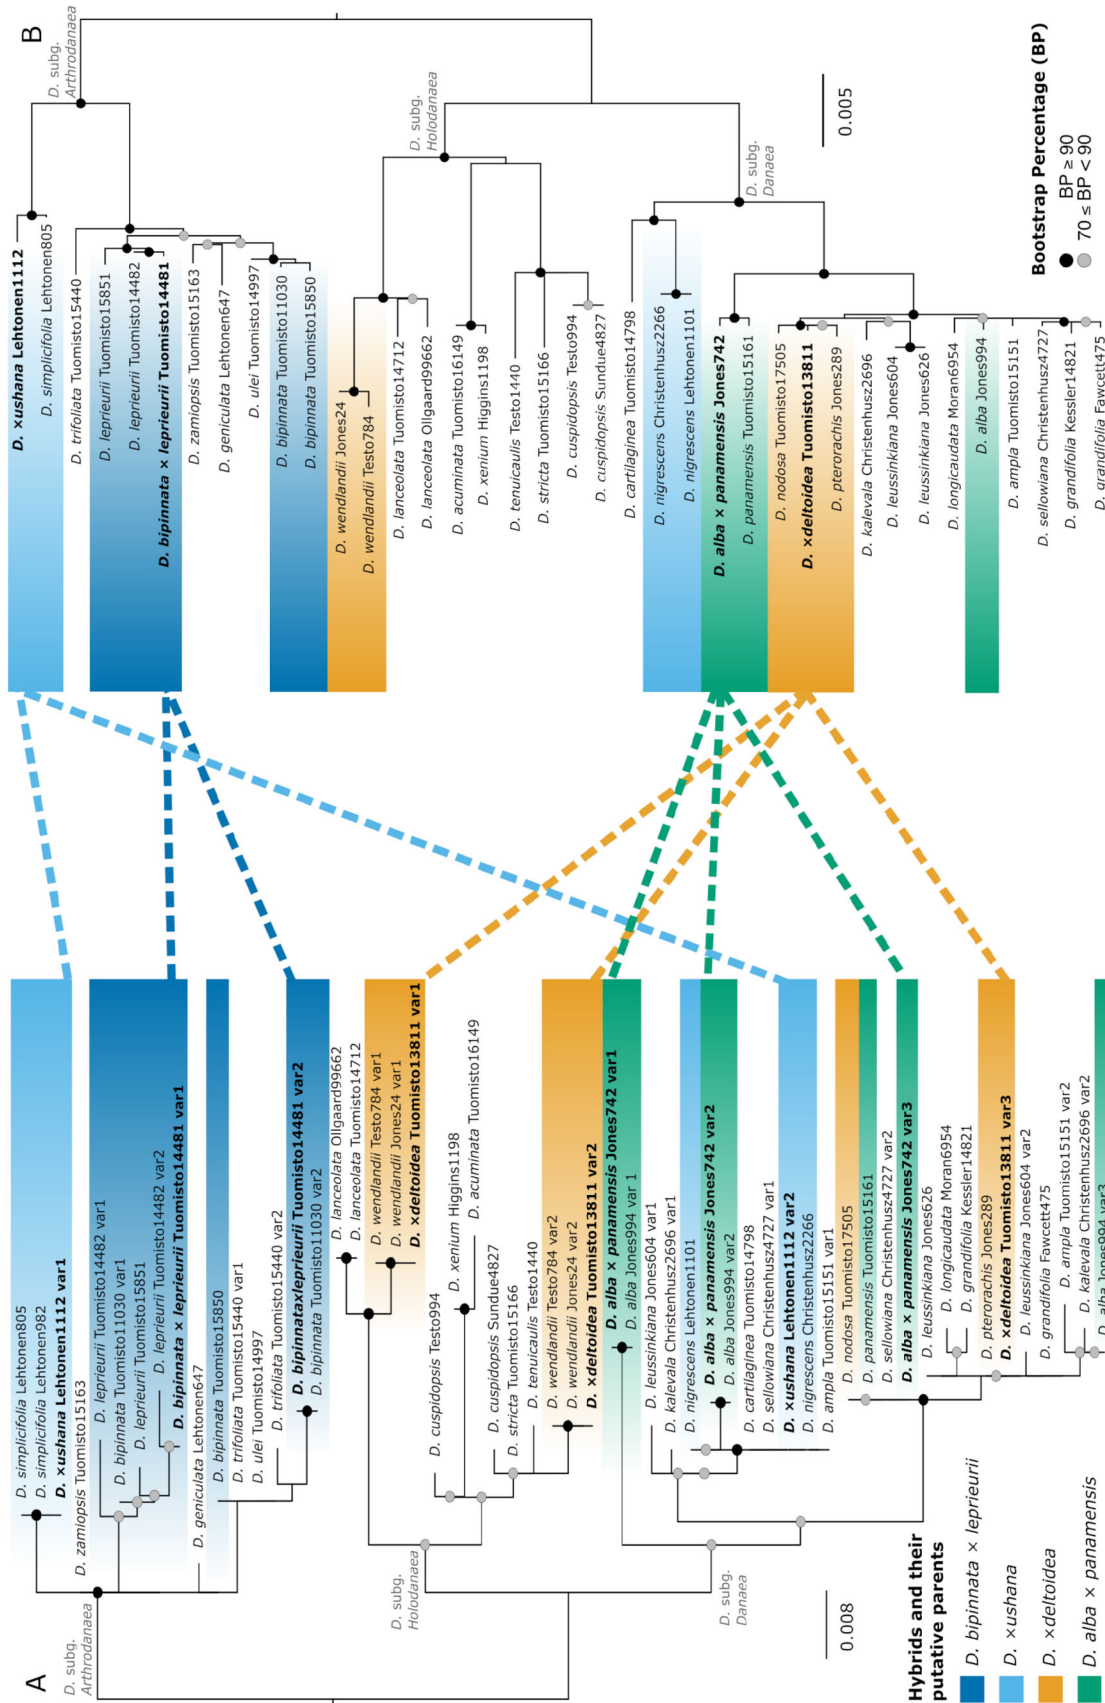 A
D. subg.
Arthrodanaea
D. simplicifolia Lehtonen805
D. simplicifolia Lehtonen982
D. ×ushana Lehtonen1112 var1
D. zamiopsis Tuomisto15163
D. leprieurii Tuomisto14482 var1
D. bipinnata Tuomisto11030 var1
D. leprieurii Tuomisto15851
D. leprieurii Tuomisto14482 var2
D. bipinnata × leprieurii Tuomisto14481 var1
D. geniculata Lehtonen647
D. bipinnata Tuomisto15850
D. trifoliata Tuomisto15440 var1
D. ulei Tuomisto14997
D. trifoliata Tuomisto15440 var2
D. bipinnataxleprieurii Tuomisto14481 var2
D. bipinnata Tuomisto11030 var2
D. lanceolata Ollgaard99662
D. lanceolata Tuomisto14712
D. wendlandii Testo784 var1
D. wendlandii Jones24 var1
D. ×deltoidea Tuomisto13811 var1
D. subg.
Holodanaea
D. cuspidopsis Testo994
D. xenium Higgins1198
D. acuminata Tuomisto16149
D. cuspidopsis Sundue4827
D. stricta Tuomisto15166
D. tenuicaulis Testo1440
D. wendlandii Testo784 var2
D. wendlandii Jones24 var2
D. ×deltoidea Tuomisto13811 var2
D. alba × panamensis Jones742 var1
D. alba Jones994 var 1
D. subg.
Danaea
D. leussinkiana Jones604 var1
D. kalevala Christenhusz2696 var1
D. nigrescens Lehtonen1101
D. alba × panamensis Jones742 var2
D. alba Jones994 var2
D. cartilaginea Tuomisto14798
D. sellowiana Christenhusz4727 var1
D. ×ushana Lehtonen1112 var2
D. nigrescens Christenhusz2266
D. ampla Tuomisto15151 var1
D. nodosa Tuomisto17505
D. panamensis Tuomisto15161
D. sellowiana Christenhusz4727 var2
D. alba × panamensis Jones742 var3
D. leussinkiana Jones626
D. longicaudata Moran6954
D. grandifolia Kessler14821
D. pterorachis Jones289
D. ×deltoidea Tuomisto13811 var3
D. leussinkiana Jones604 var2
D. grandifolia Fawcett475
D. ampla Tuomisto15151 var2
D. kalevala Christenhusz2696 var2
D. alba Jones994 var3
0.008
Hybrids and their
putative parents
D. bipinnata × leprieurii
D. ×ushana
D. ×deltoidea
D. alba × panamensis
B
D. subg.
Arthrodanaea
D. ×ushana Lehtonen1112
D. simplicifolia Lehtonen805
D. trifoliata Tuomisto15440
D. leprieurii Tuomisto15851
D. leprieurii Tuomisto14482
D. bipinnata × leprieurii Tuomisto14481
D. zamiopsis Tuomisto15163
D. geniculata Lehtonen647
D. ulei Tuomisto14997
D. bipinnata Tuomisto11030
D. bipinnata Tuomisto15850
D. wendlandii Jones24
D. wendlandii Testo784
D. lanceolata Tuomisto14712
D. lanceolata Ollgaard99662
D. subg.
Holodanaea
D. acuminata Tuomisto16149
D. xenium Higgins1198
D. tenuicaulis Testo1440
D. stricta Tuomisto15166
D. cuspidopsis Testo994
D. cuspidopsis Sundue4827
D. cartilaginea Tuomisto14798
D. nigrescens Christenhusz2266
D. nigrescens Lehtonen1101
D. subg.
Danaea
D. alba × panamensis Jones742
D. panamensis Tuomisto15161
D. nodosa Tuomisto17505
D. ×deltoidea Tuomisto13811
D. pterorachis Jones289
D. kalevala Christenhusz2696
D. leussinkiana Jones604
D. leussinkiana Jones626
D. longicaudata Moran6954
D. alba Jones994
D. ampla Tuomisto15151
D. sellowiana Christenhusz4727
D. grandifolia Kessler14821
D. grandifolia Fawcett475
0.005
Bootstrap Percentage (BP)
BP ≥ 90
70 ≤ BP < 90